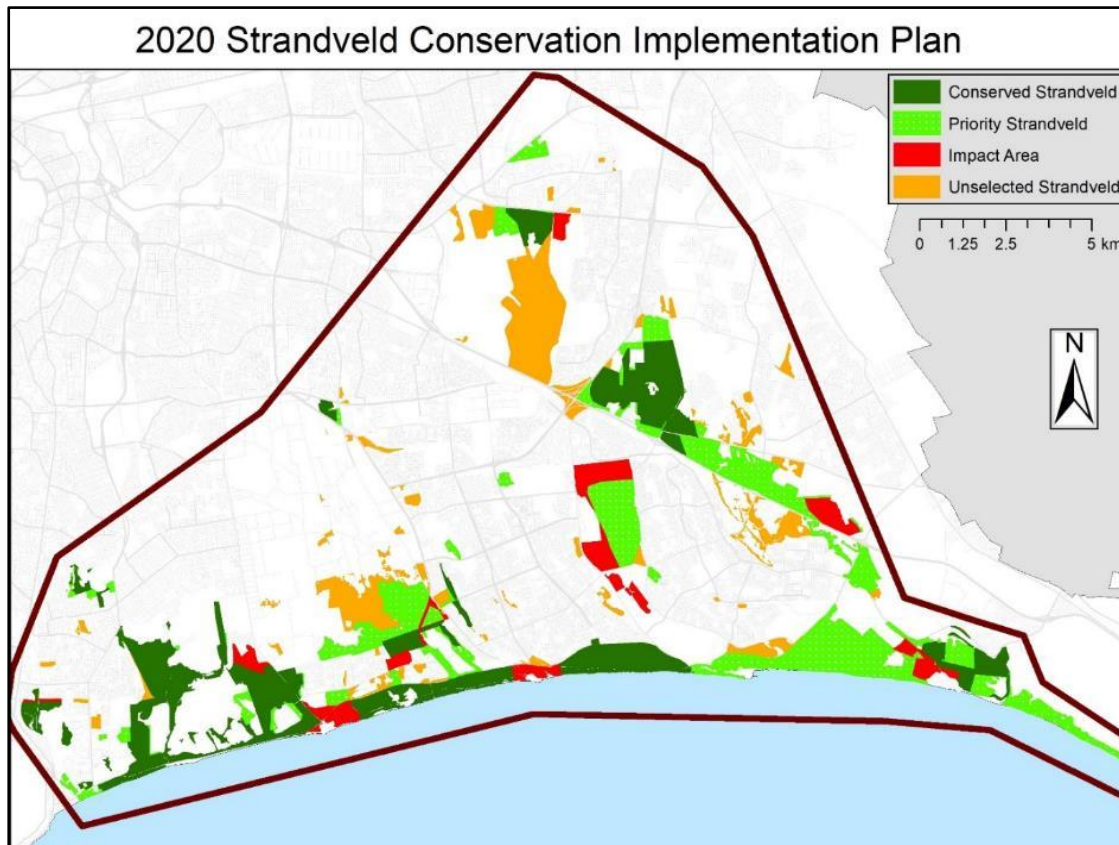 2020 Strandveld Conservation Implementation Plan
Conserved Strandveld
Priority Strandveld
Impact Area
Unselected Strandveld
0 1.25 2.5 5 km
N